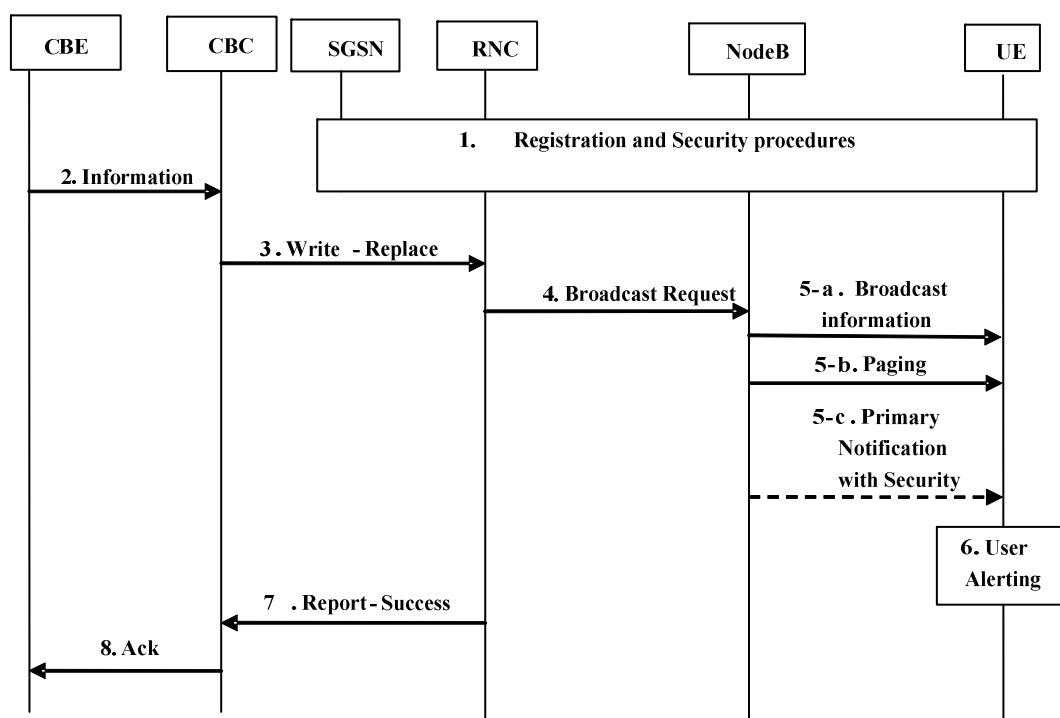 CBE
CBC
SGSN
RNC
NodeB
UE
1. Registration and Security procedures
2. Information
3. Write - Replace
4. Broadcast Request
5-a. Broadcast
information
5-b. Paging
5-c. Primary
Notification
with Security
6. User
Alerting
7 . Report-Success
8. Ack